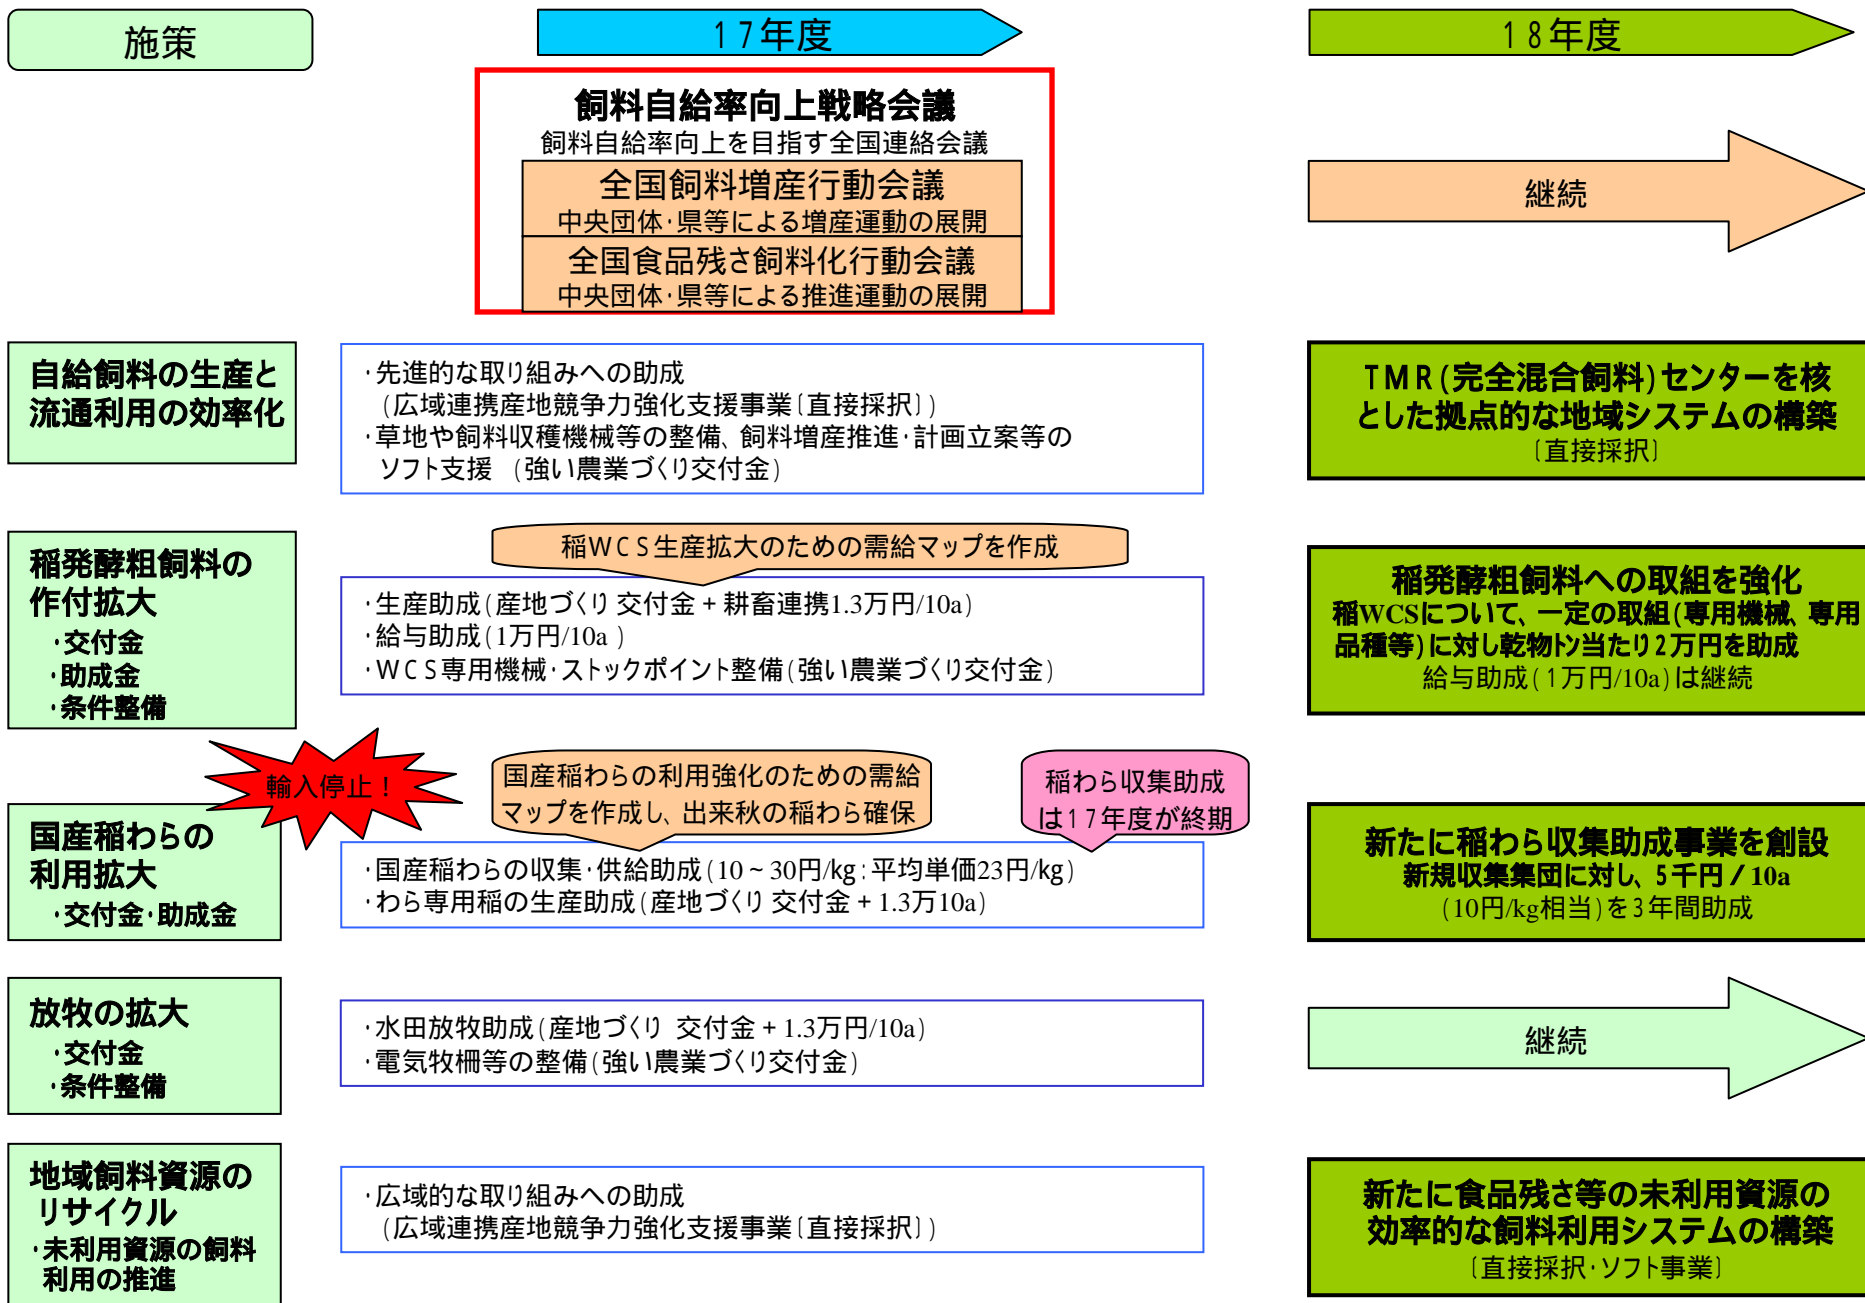 施策
17年度
18年度
飼料自給率向上戦略会議
飼料自給率向上を目指す全国連絡会議
全国飼料増産行動会議
中央団体・県等による増産運動の展開
全国食品残さ飼料化行動会議
中央団体・県等による推進運動の展開
継続
自給飼料の生産と
流通利用の効率化
・先進的な取り組みへの助成
(広域連携産地競争力強化支援事業〔直接採択〕)
・草地や飼料収穫機械等の整備、飼料増産推進・計画立案等の
ソフト支援 (強い農業づくり交付金)
TMR(完全混合飼料)センターを核
とした拠点的な地域システムの構築
〔直接採択〕
稲発酵粗飼料の
作付拡大
・交付金
・助成金
・条件整備
稲WCS生産拡大のための需給マップを作成
・生産助成(産地づくり交付金+耕畜連携1.3万円/10a)
・給与助成(1万円/10a )
・WCS専用機械・ストックポイント整備(強い農業づくり交付金)
稲発酵粗飼料への取組を強化
稲WCSについて、一定の取組(専用機械、専用
品種等)に対し乾物トン当たり2万円を助成
給与助成(1万円/10a)は継続
輸入停止!
国産稲わらの利用強化のための需給
マップを作成し、出来秋の稲わら確保
稲わら収集助成
は17年度が終期
国産稲わらの
利用拡大
・交付金・助成金
・国産稲わらの収集・供給助成(10~30円/kg:平均単価23円/kg)
・わら専用稲の生産助成(産地づくり交付金+1.3万10a)
新たに稲わら収集助成事業を創設
新規収集集団に対し、5千円/10a
(10円/kg相当)を3年間助成
放牧の拡大
・交付金
・条件整備
・水田放牧助成(産地づくり 交付金+1.3万円/10a)
・電気牧柵等の整備(強い農業づくり交付金)
継続
地域飼料資源の
リサイクル
・未利用資源の飼料
利用の推進
・広域的な取り組みへの助成
(広域連携産地競争力強化支援事業〔直接採択〕)
新たに食品残さ等の未利用資源の
効率的な飼料利用システムの構築
〔直接採択・ソフト事業〕